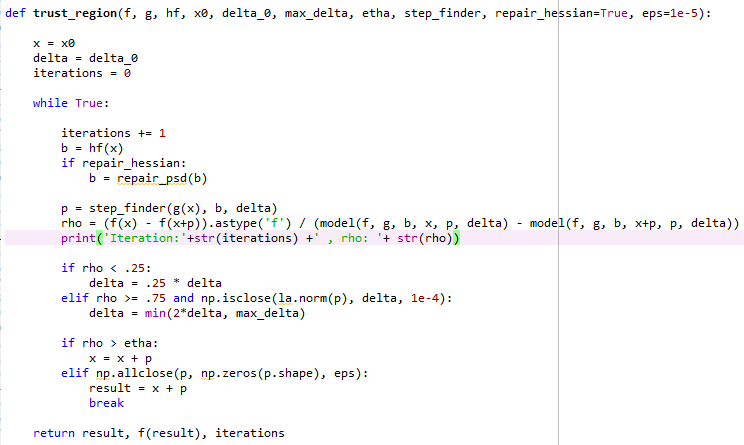 def trust_region(f, g, hf, x0, delta_0, max_delta, etha, step_finder, repair_hessian=True, eps=1e-5):
x = x0
delta = delta_0
iterations = 0
while True:
iterations += 1
b = hf(x)
if repair_hessian:
b = repair_psd(b)
p = step_finder(g(x), b, delta)
rho = (f(x) - f(x+p)).astype('f') / (model(f, g, b, x, p, delta) - model(f, g, b, x+p, p, delta))
print('Iteration:'+str(iterations) +' , rho: '+ str(rho))
if rho < .25:
delta = .25 * delta
elif rho >= .75 and np.isclose(la.norm(p), delta, 1e-4):
delta = min(2*delta, max_delta)
if rho > etha:
x = x + p
elif np.allclose(p, np.zeros(p.shape), eps):
result = x + p
break
return result, f(result), iterations